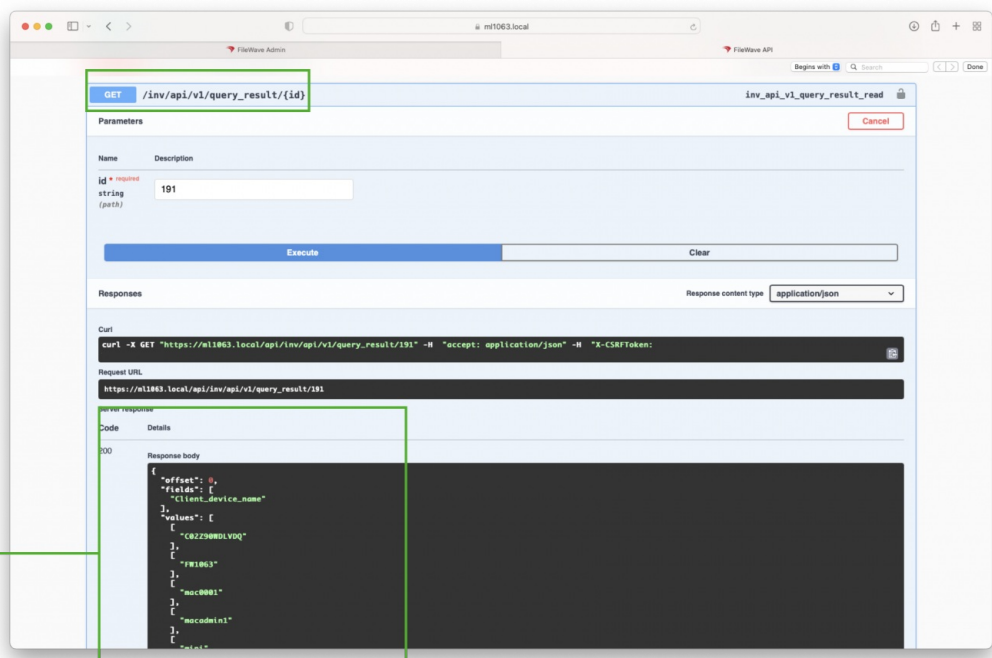 ml1063.local
FileWave Admin
FileWave API
Begins with
Search
Done
GET /inv/api/v1/query_result/{id}
inv_api_v1_query_result_read
Parameters
Cancel
Name Description
id * required
string
(path)
191
Execute
Clear
Responses
Response content type application/json
Curl
curl -X GET "https://ml1063.local/api/inv/api/v1/query_result/191" -H "accept: application/json" -H "X-CSRFToken:
Request URL
https://ml1063.local/api/inv/api/v1/query_result/191
Server response
Code Details
200
Response body
{
"offset": 0,
"fields": [
"Client_device_name"
],
"values": [
[
"C02Z90WDLVDQ"
],
[
"FW1063"
],
[
"mac0001"
],
[
"macadmin1"
],
[
"mini"